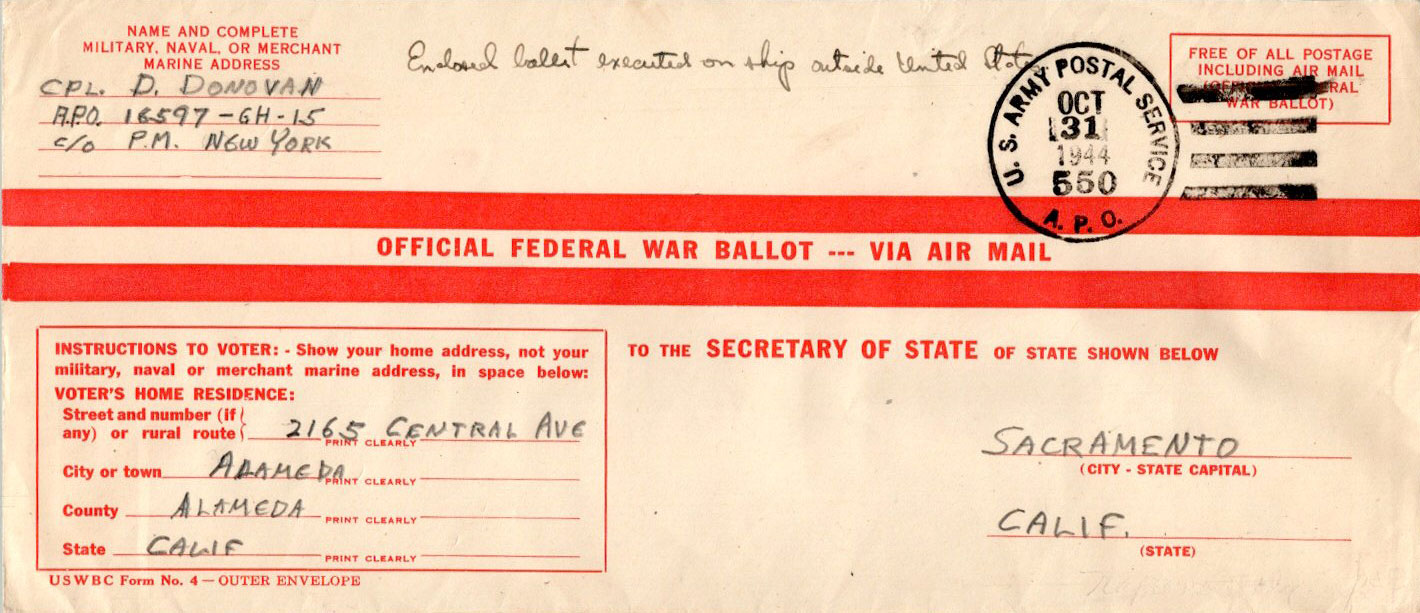 NAME AND COMPLETE
MILITARY, NAVAL, OR MERCHANT
MARINE ADDRESS
CPL. D. DONOVAN
A.P.O. 16597-GH-15
c/o P.M. NEW YORK
Enclosed ballot executed on ship outside United States
U. S. ARMY POSTAL SERVICE
OCT
31
1944
550
A. P. O.
FREE OF ALL POSTAGE
INCLUDING AIR MAIL
WAR BALLOT)
OFFICIAL FEDERAL WAR BALLOT --- VIA AIR MAIL
INSTRUCTIONS TO VOTER: - Show your home address, not your
military, naval or merchant marine address, in space below:
VOTER'S HOME RESIDENCE:
Street and number (if
any) or rural route 2165 CENTRAL AVE
PRINT CLEARLY
City or town ALAMEDA
PRINT CLEARLY
County ALAMEDA
PRINT CLEARLY
State CALIF
PRINT CLEARLY
USWBC Form No. 4 — OUTER ENVELOPE
TO THE SECRETARY OF STATE OF STATE SHOWN BELOW
SACRAMENTO
(CITY - STATE CAPITAL)
CALIF.
(STATE)